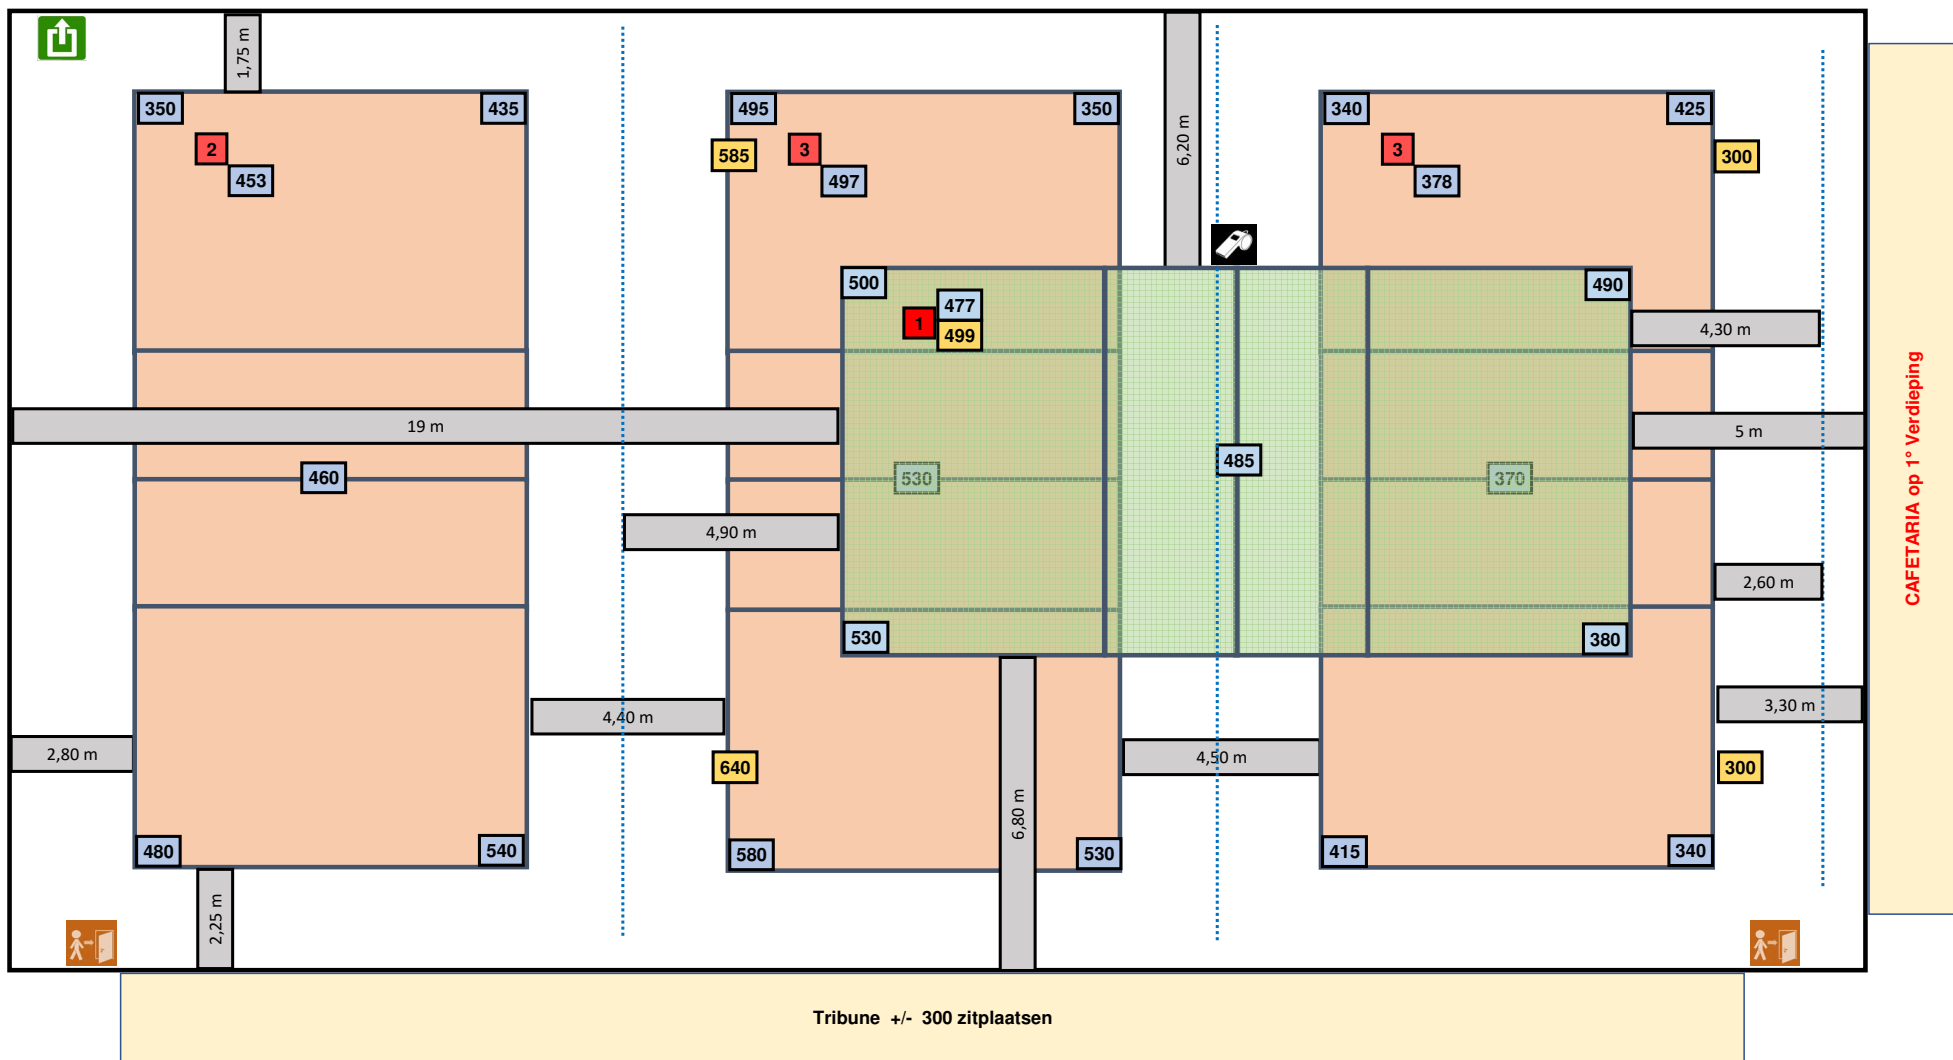 1,75 m
6,20 m
350
435
495
350
340
425
2
453
585
3
497
3
378
300
500
490
1
477
499
4,30 m
19 m
5 m
CAFETARIA op 1° Verdieping
460
530
485
370
4,90 m
2,60 m
530
380
4,40 m
3,30 m
2,80 m
640
4,50 m
300
6,80 m
480
540
580
530
415
340
2,25 m
Tribune +/- 300 zitplaatsen